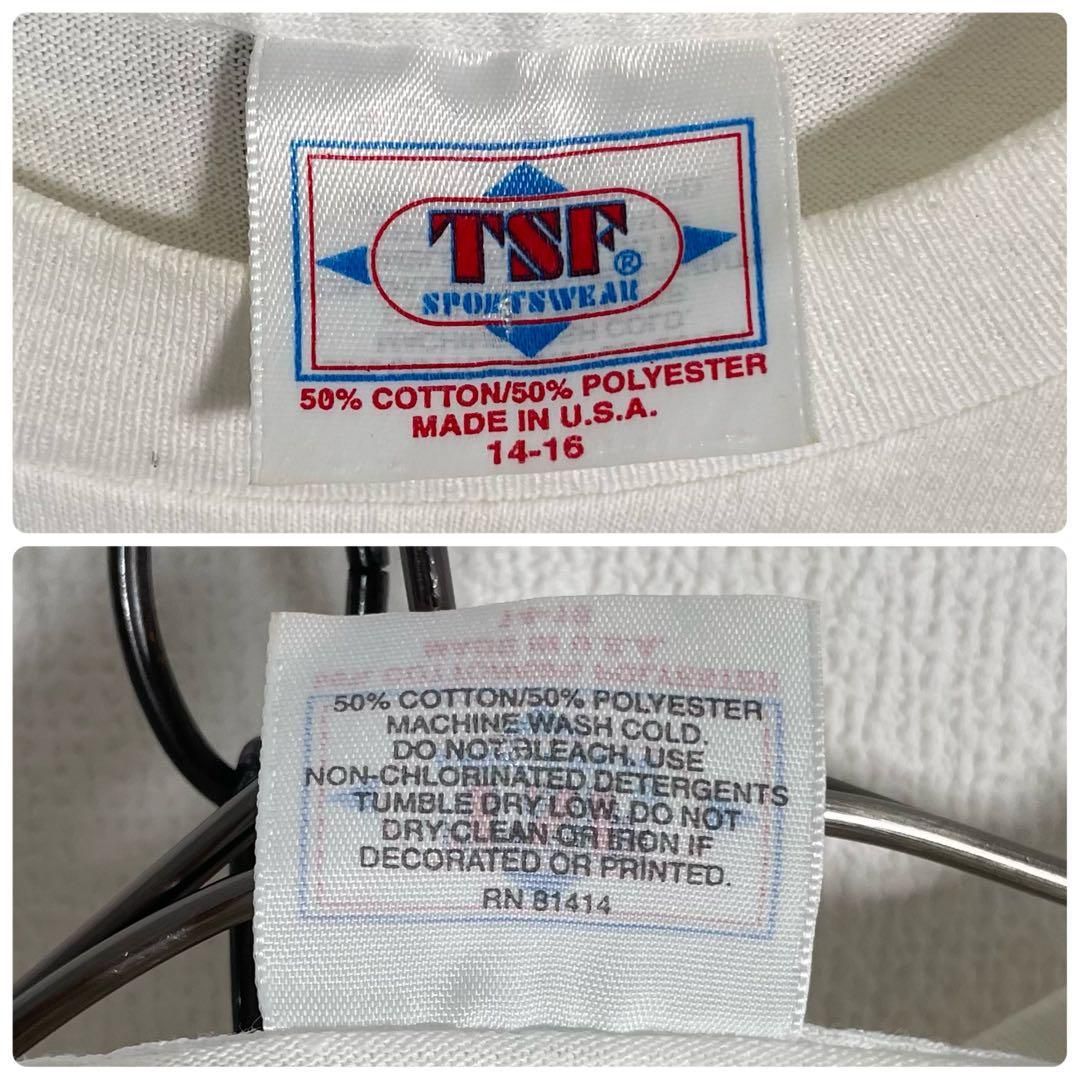 TSF®
SPORTSWEAR
50% COTTON/50% POLYESTER
MADE IN U.S.A.
14-16
50% COTTON/50% POLYESTER
MACHINE WASH COLD.
DO NOT BLEACH. USE
NON-CHLORINATED DETERGENTS
TUMBLE DRY LOW. DO NOT
DRY CLEAN OR IRON IF
DECORATED OR PRINTED.
RN 81414